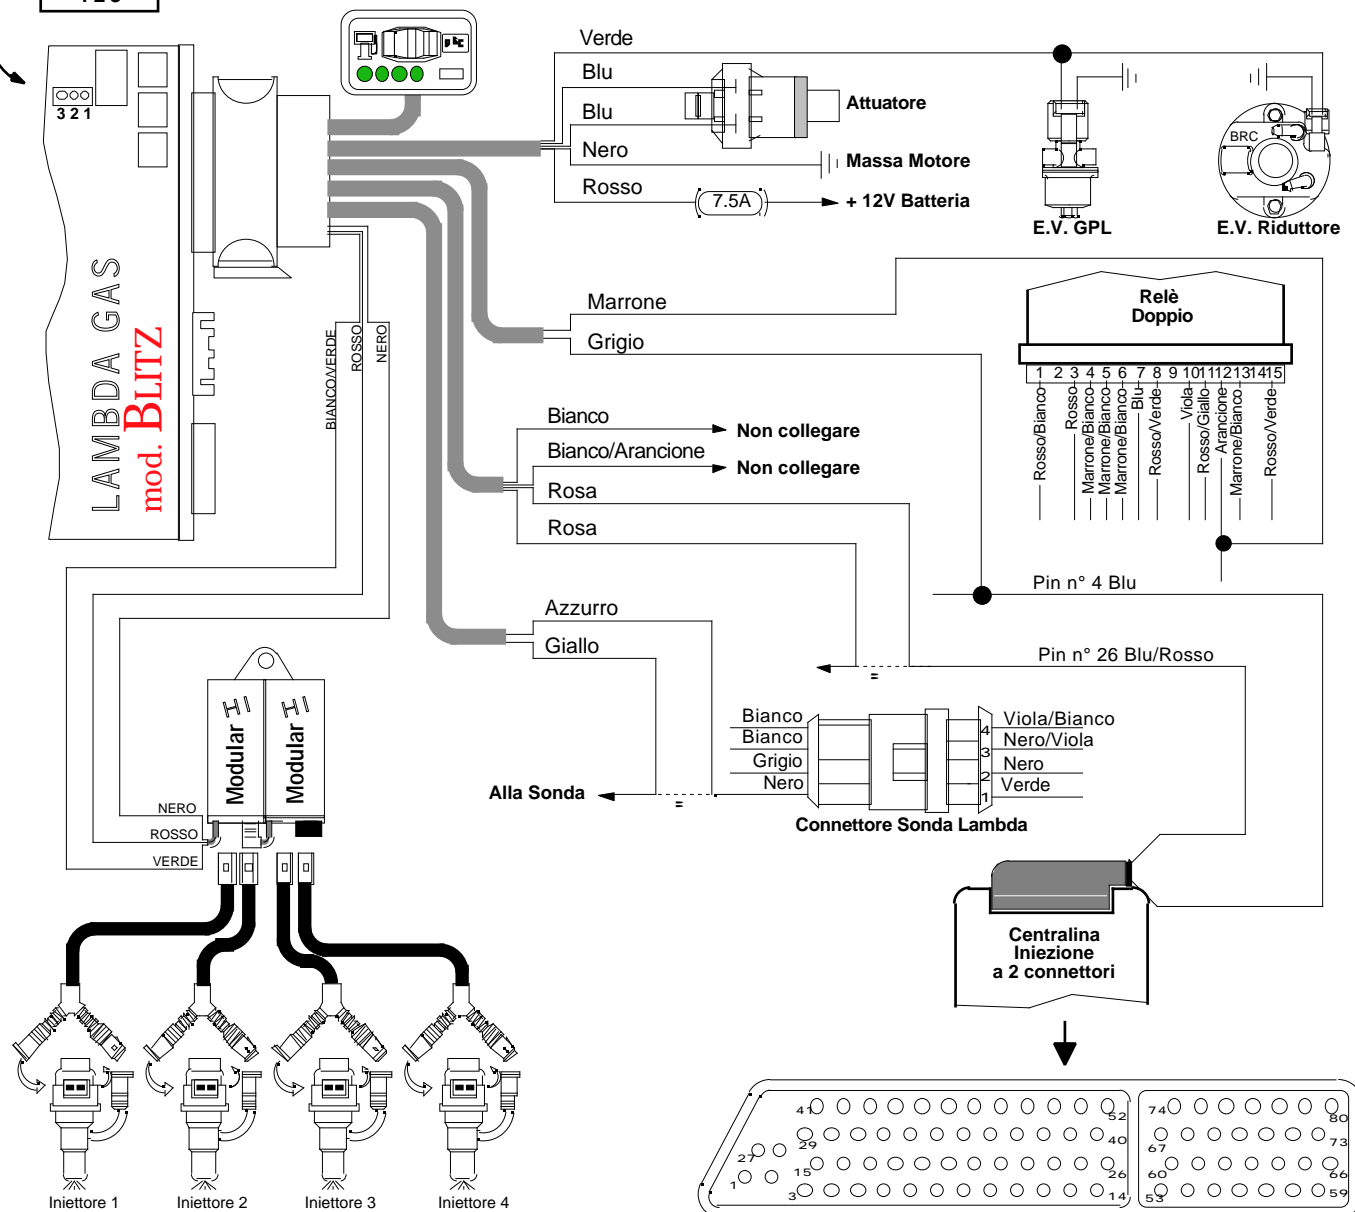 3 2 1
LAMBDA GAS
mod. BLITZ
Verde
Blu
Blu
Nero
Rosso
7.5A
Attuatore
Massa Motore
+ 12V Batteria
E.V. GPL
BRC
E.V. Riduttore
Marrone
Grigio
Relè
Doppio
1 2 3 4 5 6 7 8 9 10 11 12 13 14 15
Rosso/Bianco
Rosso
Marrone/Bianco
Marrone/Bianco
Marrone/Bianco
Blu
Rosso/Verde
Viola
Rosso/Giallo
Arancione
Marrone/Bianco
Rosso/Verde
BIANCO/VERDE
ROSSO
NERO
Bianco
Non collegare
Bianco/Arancione
Non collegare
Rosa
Rosa
Pin n° 4 Blu
Azzurro
Giallo
Pin n° 26 Blu/Rosso
Modular HI
Modular HI
NERO
ROSSO
VERDE
Bianco
Bianco
Grigio
Nero
4
3
2
1
Viola/Bianco
Nero/Viola
Nero
Verde
Alla Sonda
Connettore Sonda Lambda
Centralina
Iniezione
a 2 connettori
Iniettore 1
Iniettore 2
Iniettore 3
Iniettore 4
41 52 74 80
29 40 67 73
27 15 26 60 66
1 3 14 53 59